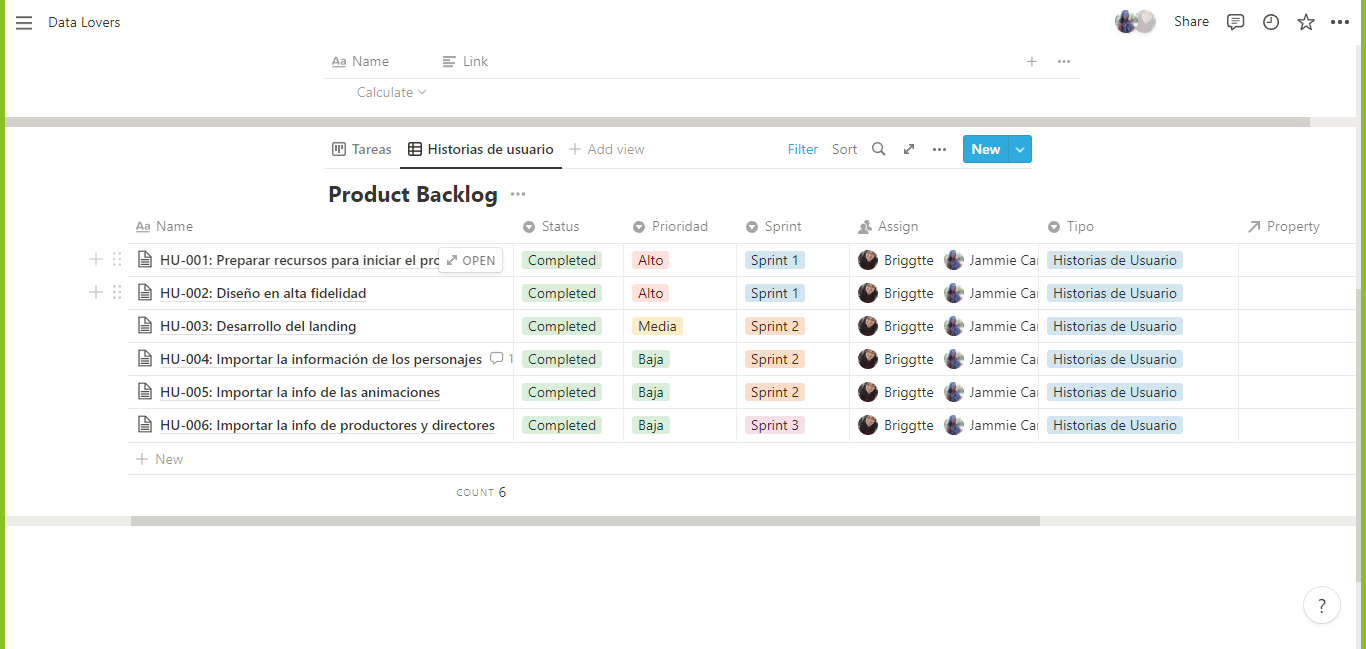 Data Lovers Share
Aa Name Link
Calculate
Tareas Historias de usuario Add view Filter Sort New
Product Backlog
Aa Name Status Prioridad Sprint Assign Tipo Property
HU-001: Preparar recursos para iniciar el pro OPEN Completed Alto Sprint 1 Briggtte Jammie Ca Historias de Usuario
HU-002: Diseño en alta fidelidad Completed Alto Sprint 1 Briggtte Jammie Ca Historias de Usuario
HU-003: Desarrollo del landing Completed Media Sprint 2 Briggtte Jammie Ca Historias de Usuario
HU-004: Importar la información de los personajes 1 Completed Baja Sprint 2 Briggtte Jammie Ca Historias de Usuario
HU-005: Importar la info de las animaciones Completed Baja Sprint 2 Briggtte Jammie Ca Historias de Usuario
HU-006: Importar la info de productores y directores Completed Baja Sprint 3 Briggtte Jammie Ca Historias de Usuario
New
COUNT 6
?